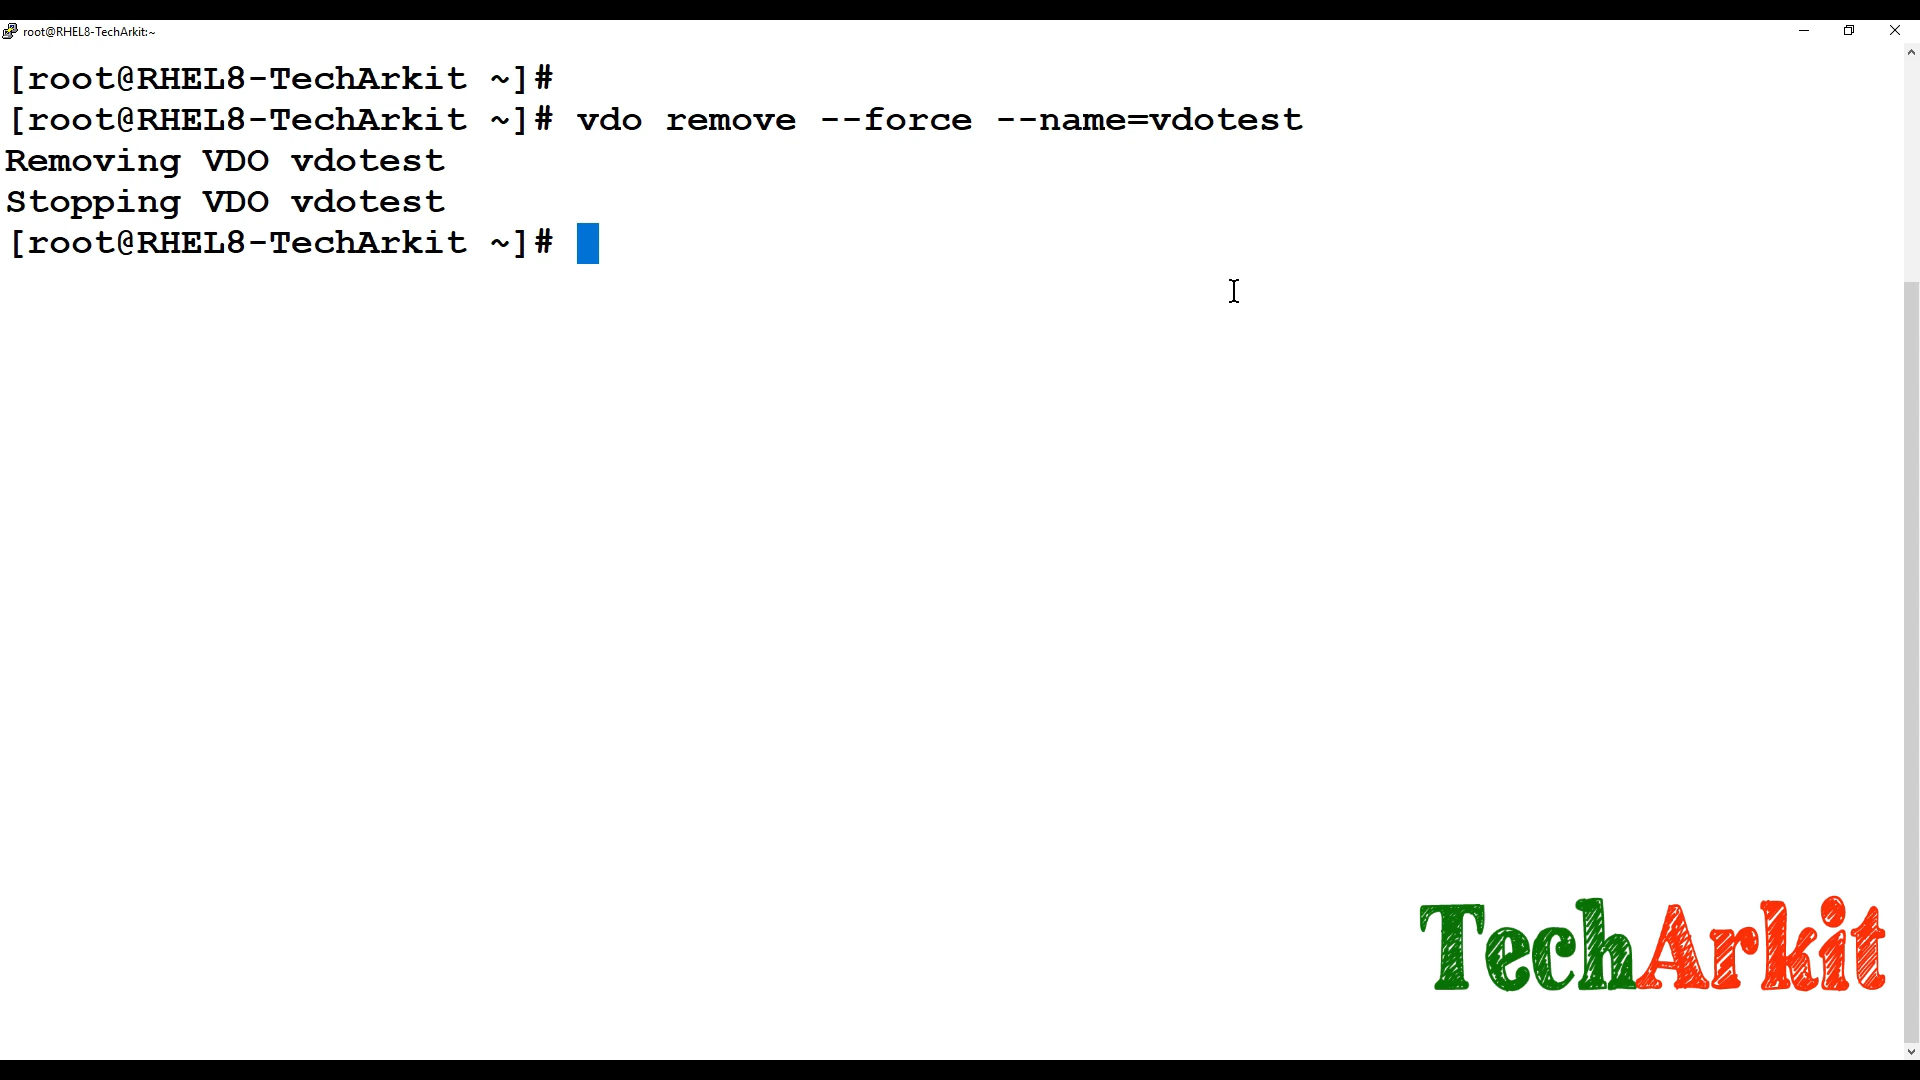 root@RHEL8-TechArkit:~
[root@RHEL8-TechArkit ~]#
[root@RHEL8-TechArkit ~]# vdo remove --force --name=vdotest
Removing VDO vdotest
Stopping VDO vdotest
[root@RHEL8-TechArkit ~]#
TechArkit